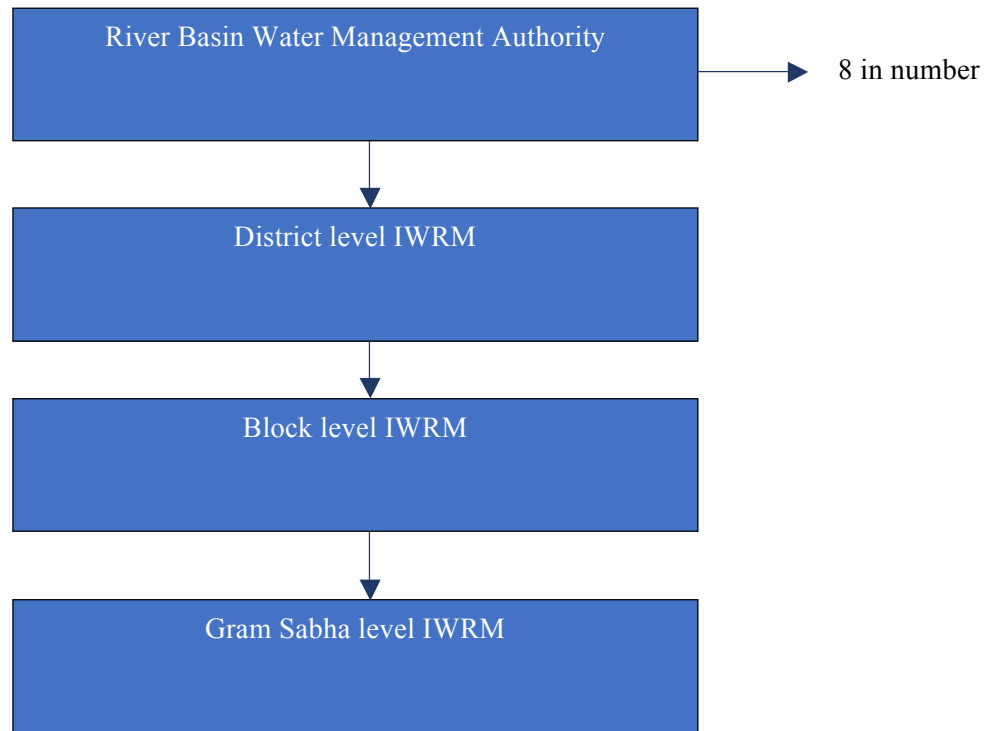 River Basin Water Management Authority
8 in number
District level IWRM
Block level IWRM
Gram Sabha level IWRM